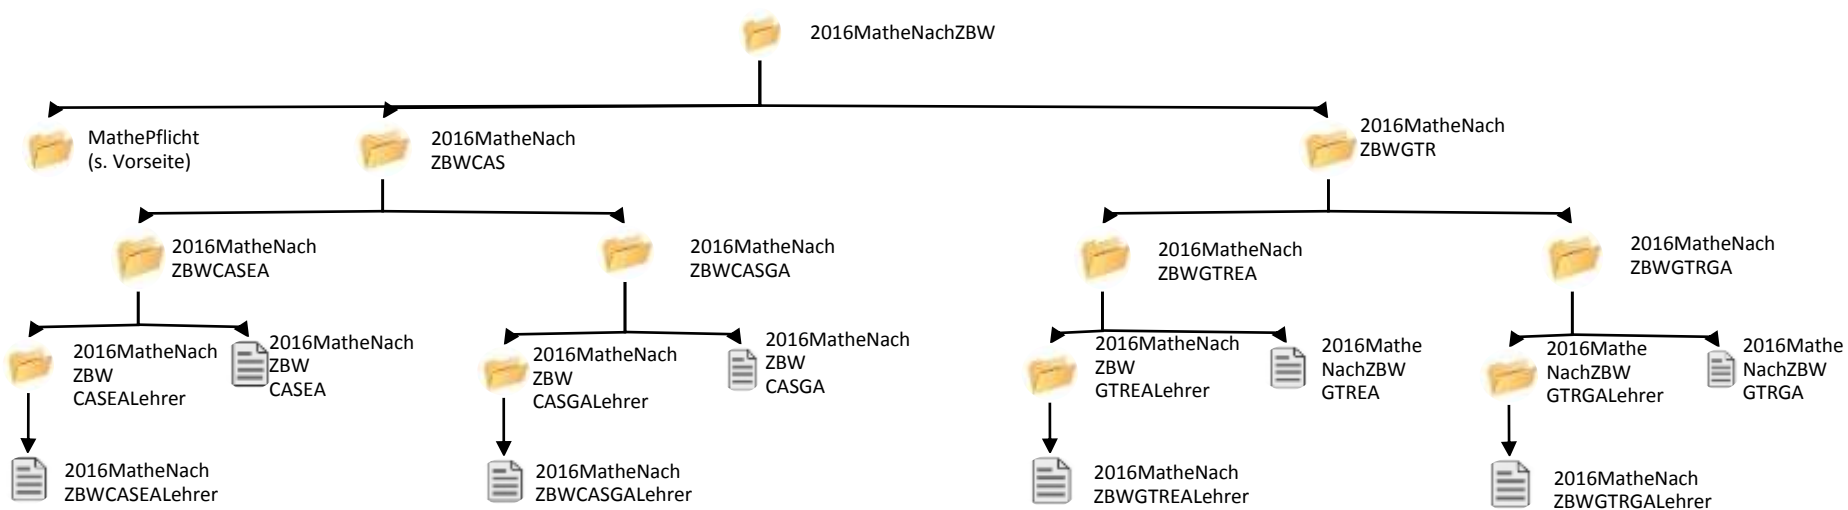 2016MatheNachZBW
MathePflicht
(s. Vorseite)
2016MatheNach
ZBWCAS
2016MatheNach
ZBWGTR
2016MatheNach
ZBWCASEA
2016MatheNach
ZBWCASGA
2016MatheNach
ZBWGTREA
2016MatheNach
ZBWGTRGA
2016MatheNach
ZBW
CASEALehrer
2016MatheNach
ZBW
CASEA
2016MatheNach
ZBW
CASGALehrer
2016MatheNach
ZBW
CASGA
2016MatheNach
ZBW
GTREALehrer
2016Mathe
NachZBW
GTREA
2016Mathe
NachZBW
GTRGALehrer
2016Mathe
NachZBW
GTRGA
2016MatheNach
ZBWCASEALehrer
2016MatheNach
ZBWCASGALehrer
2016MatheNach
ZBWGTREALehrer
2016MatheNach
ZBWGTRGALehrer